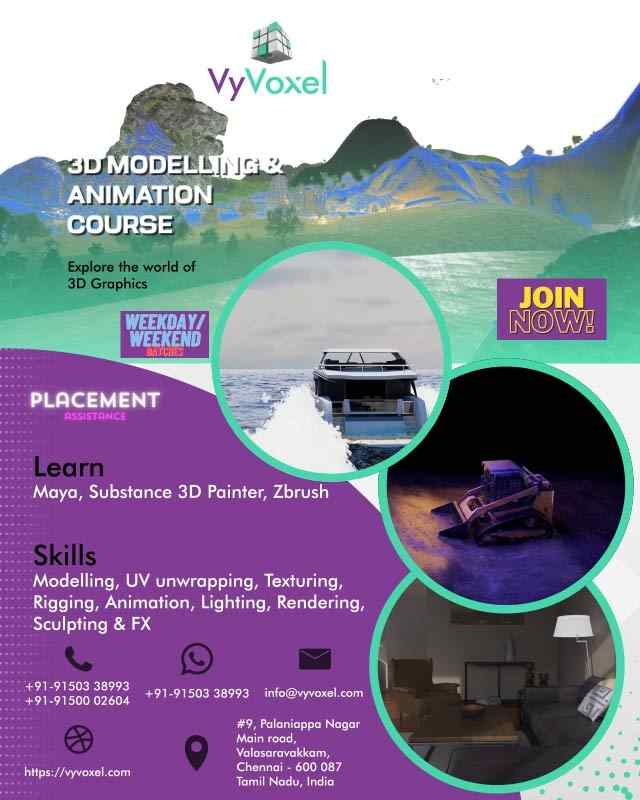 VyVoxel
3D MODELLING &
ANIMATION
COURSE
Explore the world of
3D Graphics
JOIN
NOW!
WEEKDAY/
WEEKEND
BATCHES
PLACEMENT
ASSISTANCE
Learn
Maya, Substance 3D Painter, Zbrush
Skills
Modelling, UV unwrapping, Texturing,
Rigging, Animation, Lighting, Rendering,
Sculpting & FX
+91-91503 38993
+91-91500 02604
+91-91503 38993
info@vyvoxel.com
https://vyvoxel.com
#9, Palaniappa Nagar
Main road,
Valasaravakkam,
Chennai - 600 087
Tamil Nadu, India